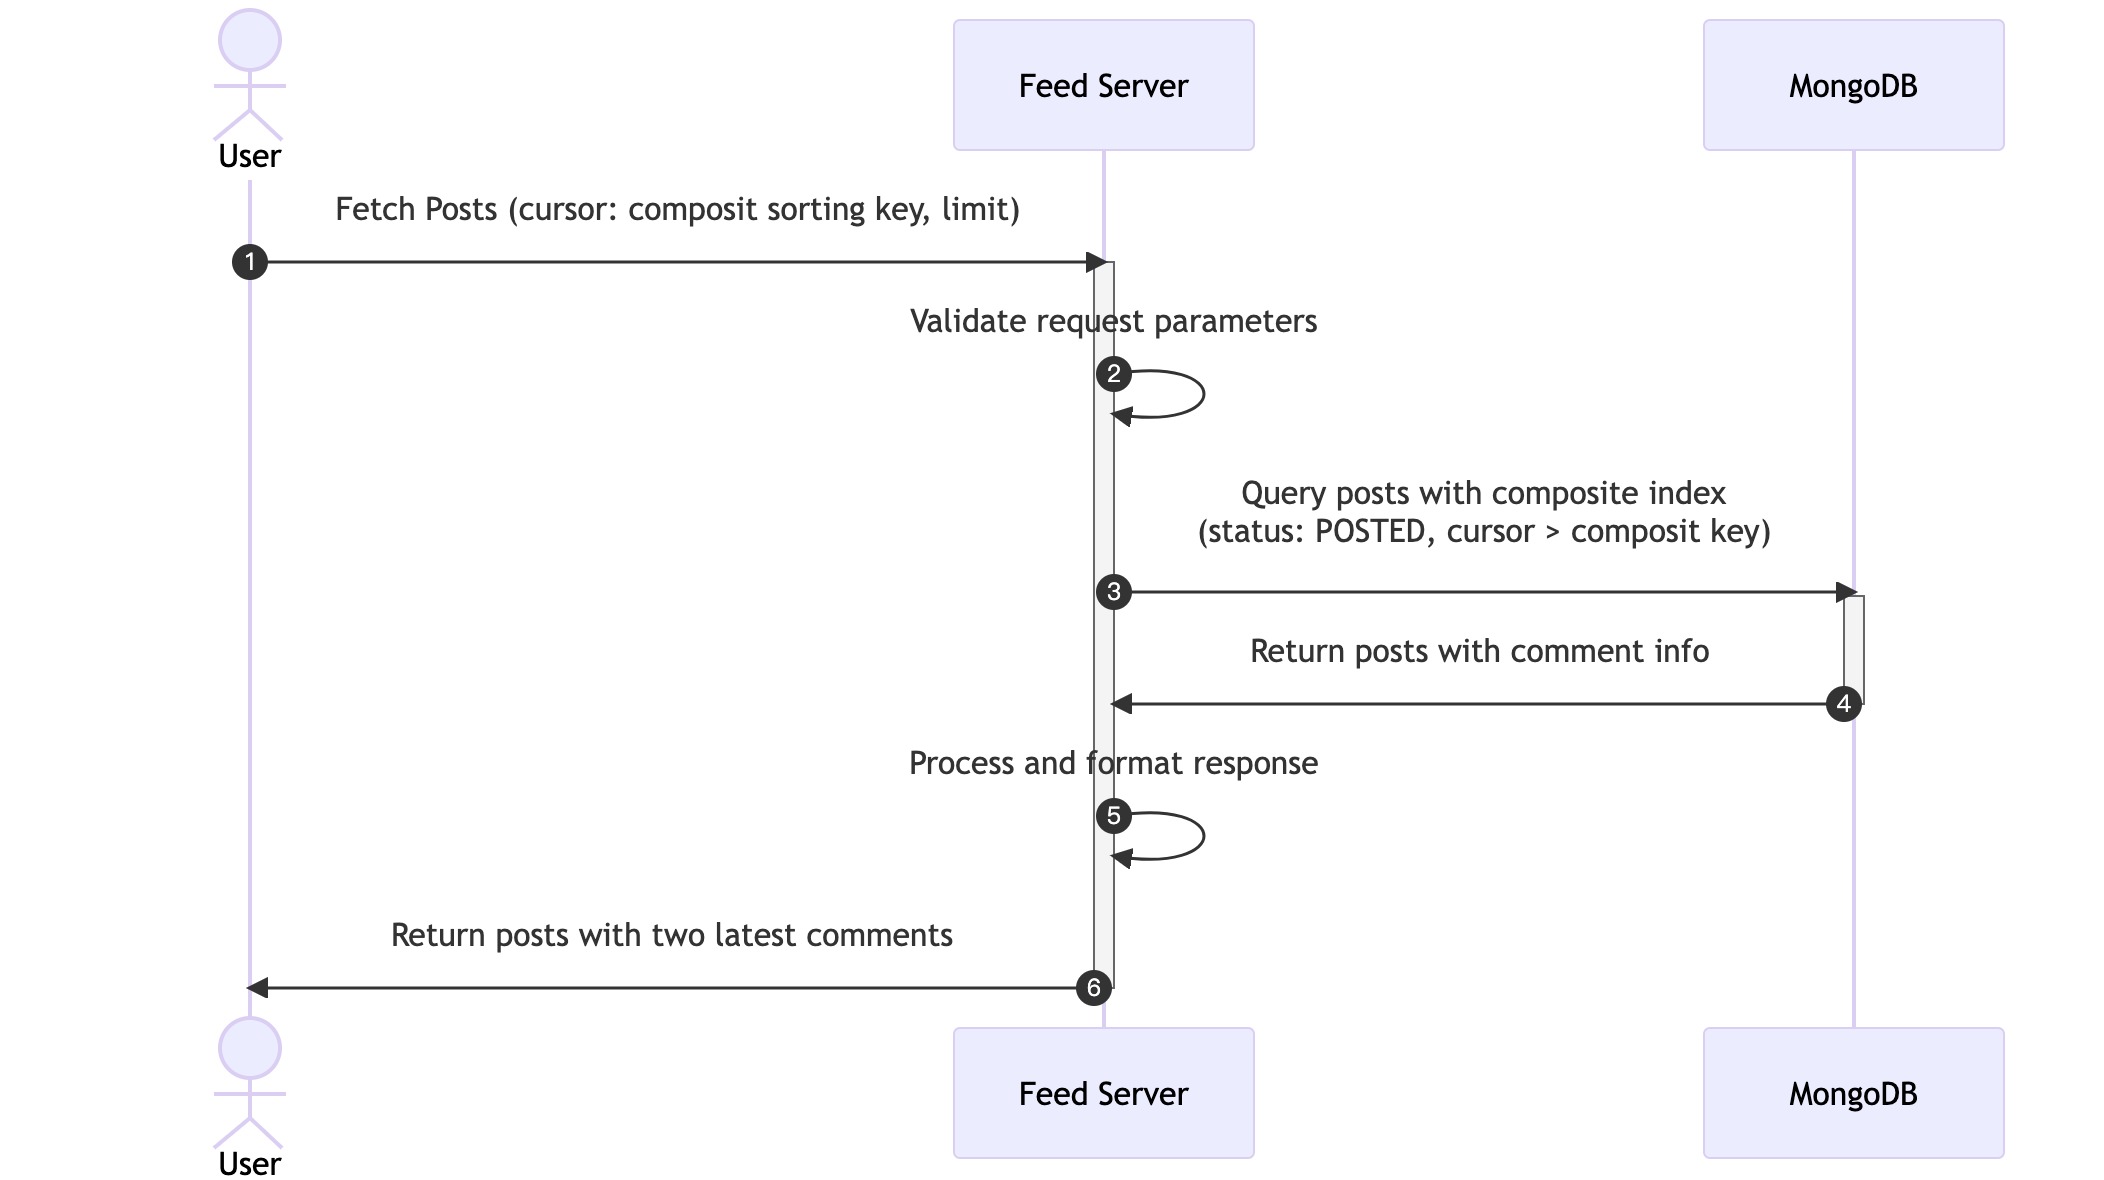 Feed Server
MongoDB
User
Fetch Posts (cursor: composit sorting key, limit)
1
Validate request parameters
2
Query posts with composite index
(status: POSTED, cursor > composit key)
3
Return posts with comment info
4
Process and format response
5
Return posts with two latest comments
6
Feed Server
MongoDB
User